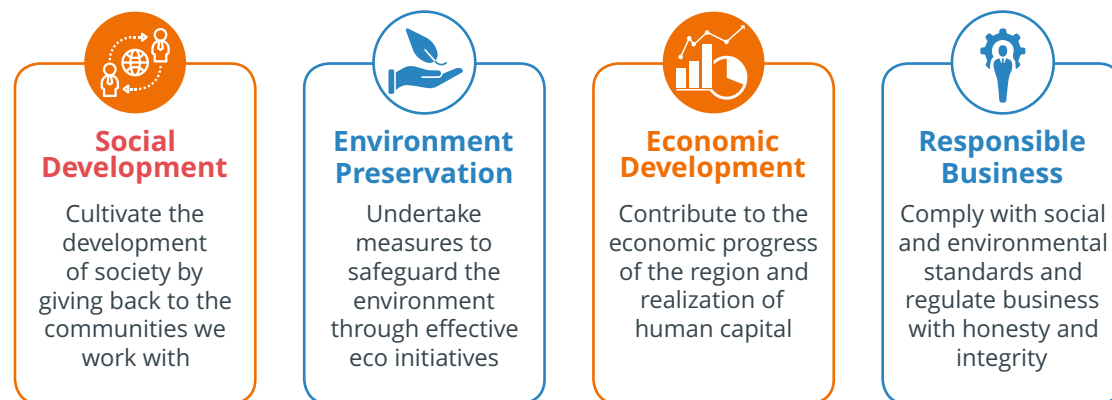 Social
Development
Cultivate the
development
of society by
giving back to the
communities we
work with
Environment
Preservation
Undertake
measures to
safeguard the
environment
through effective
eco initiatives
Economic
Development
Contribute to the
economic progress
of the region and
realization of
human capital
Responsible
Business
Comply with social
and environmental
standards and
regulate business
with honesty and
integrity